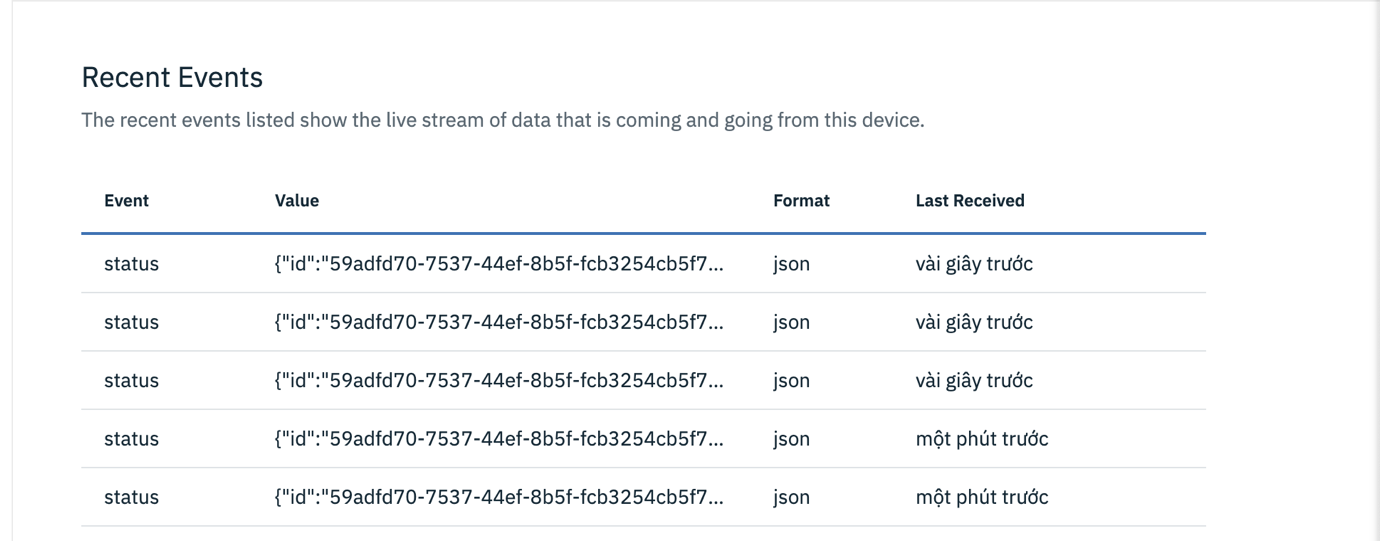 Recent Events
The recent events listed show the live stream of data that is coming and going from this device.
Event Value Format Last Received
status {"id":"59adfd70-7537-44ef-8b5f-fcb3254cb5f7... json vài giây trước
status {"id":"59adfd70-7537-44ef-8b5f-fcb3254cb5f7... json vài giây trước
status {"id":"59adfd70-7537-44ef-8b5f-fcb3254cb5f7... json vài giây trước
status {"id":"59adfd70-7537-44ef-8b5f-fcb3254cb5f7... json một phút trước
status {"id":"59adfd70-7537-44ef-8b5f-fcb3254cb5f7... json một phút trước